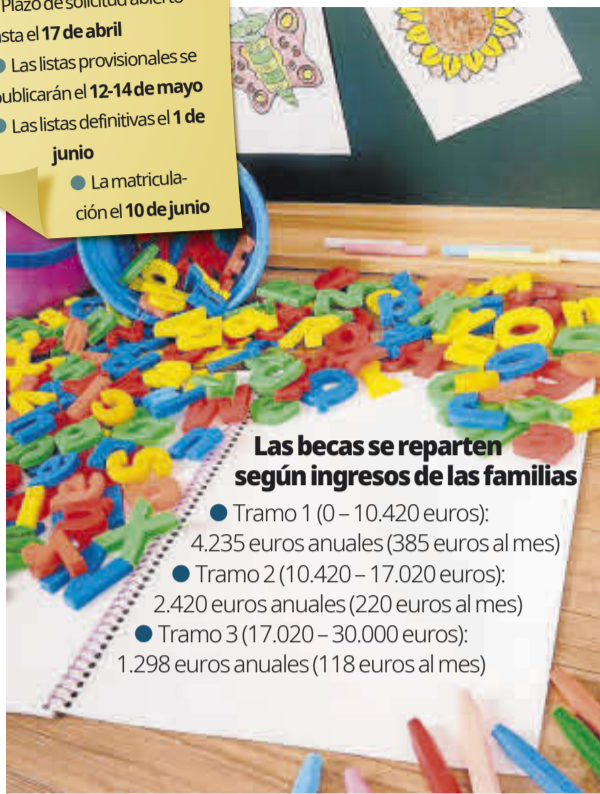 Plazo de solicitud abierto
sta el 17 de abril
● Las listas provisionales se
publicarán el 12-14 de mayo
● Las listas definitivas el 1 de
junio
● La matricula-
ción el 10 de junio
Las becas se reparten
según ingresos de las familias
● Tramo 1 (0 – 10.420 euros):
4.235 euros anuales (385 euros al mes)
● Tramo 2 (10.420 – 17.020 euros):
2.420 euros anuales (220 euros al mes)
● Tramo 3 (17.020 – 30.000 euros):
1.298 euros anuales (118 euros al mes)